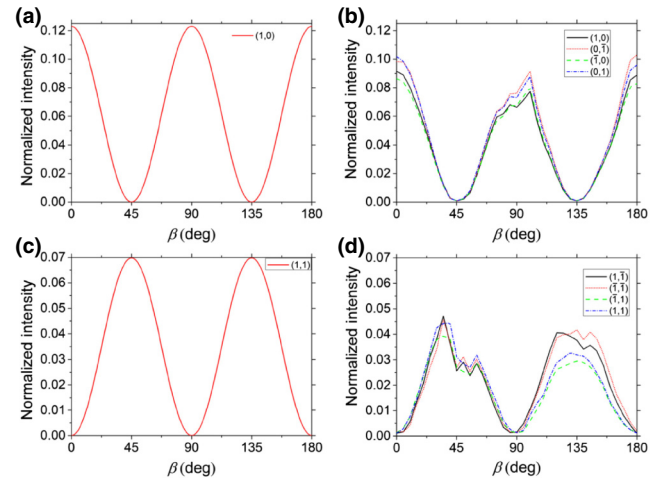 (a)
Normalized intensity
0.12
0.10
0.08
0.06
0.04
0.02
0.00
0 45 90 135 180
β (deg)
(1,0)
(b)
Normalized intensity
0.12
0.10
0.08
0.06
0.04
0.02
0.00
0 45 90 135 180
β (deg)
(1,0)
(0,1̄)
(1̄,0)
(0,1)
(c)
Normalized intensity
0.07
0.06
0.05
0.04
0.03
0.02
0.01
0.00
0 45 90 135 180
β (deg)
(1,1)
(d)
Normalized intensity
0.07
0.06
0.05
0.04
0.03
0.02
0.01
0.00
0 45 90 135 180
β (deg)
(1,1̄)
(1̄,1̄)
(1̄,1)
(1,1)